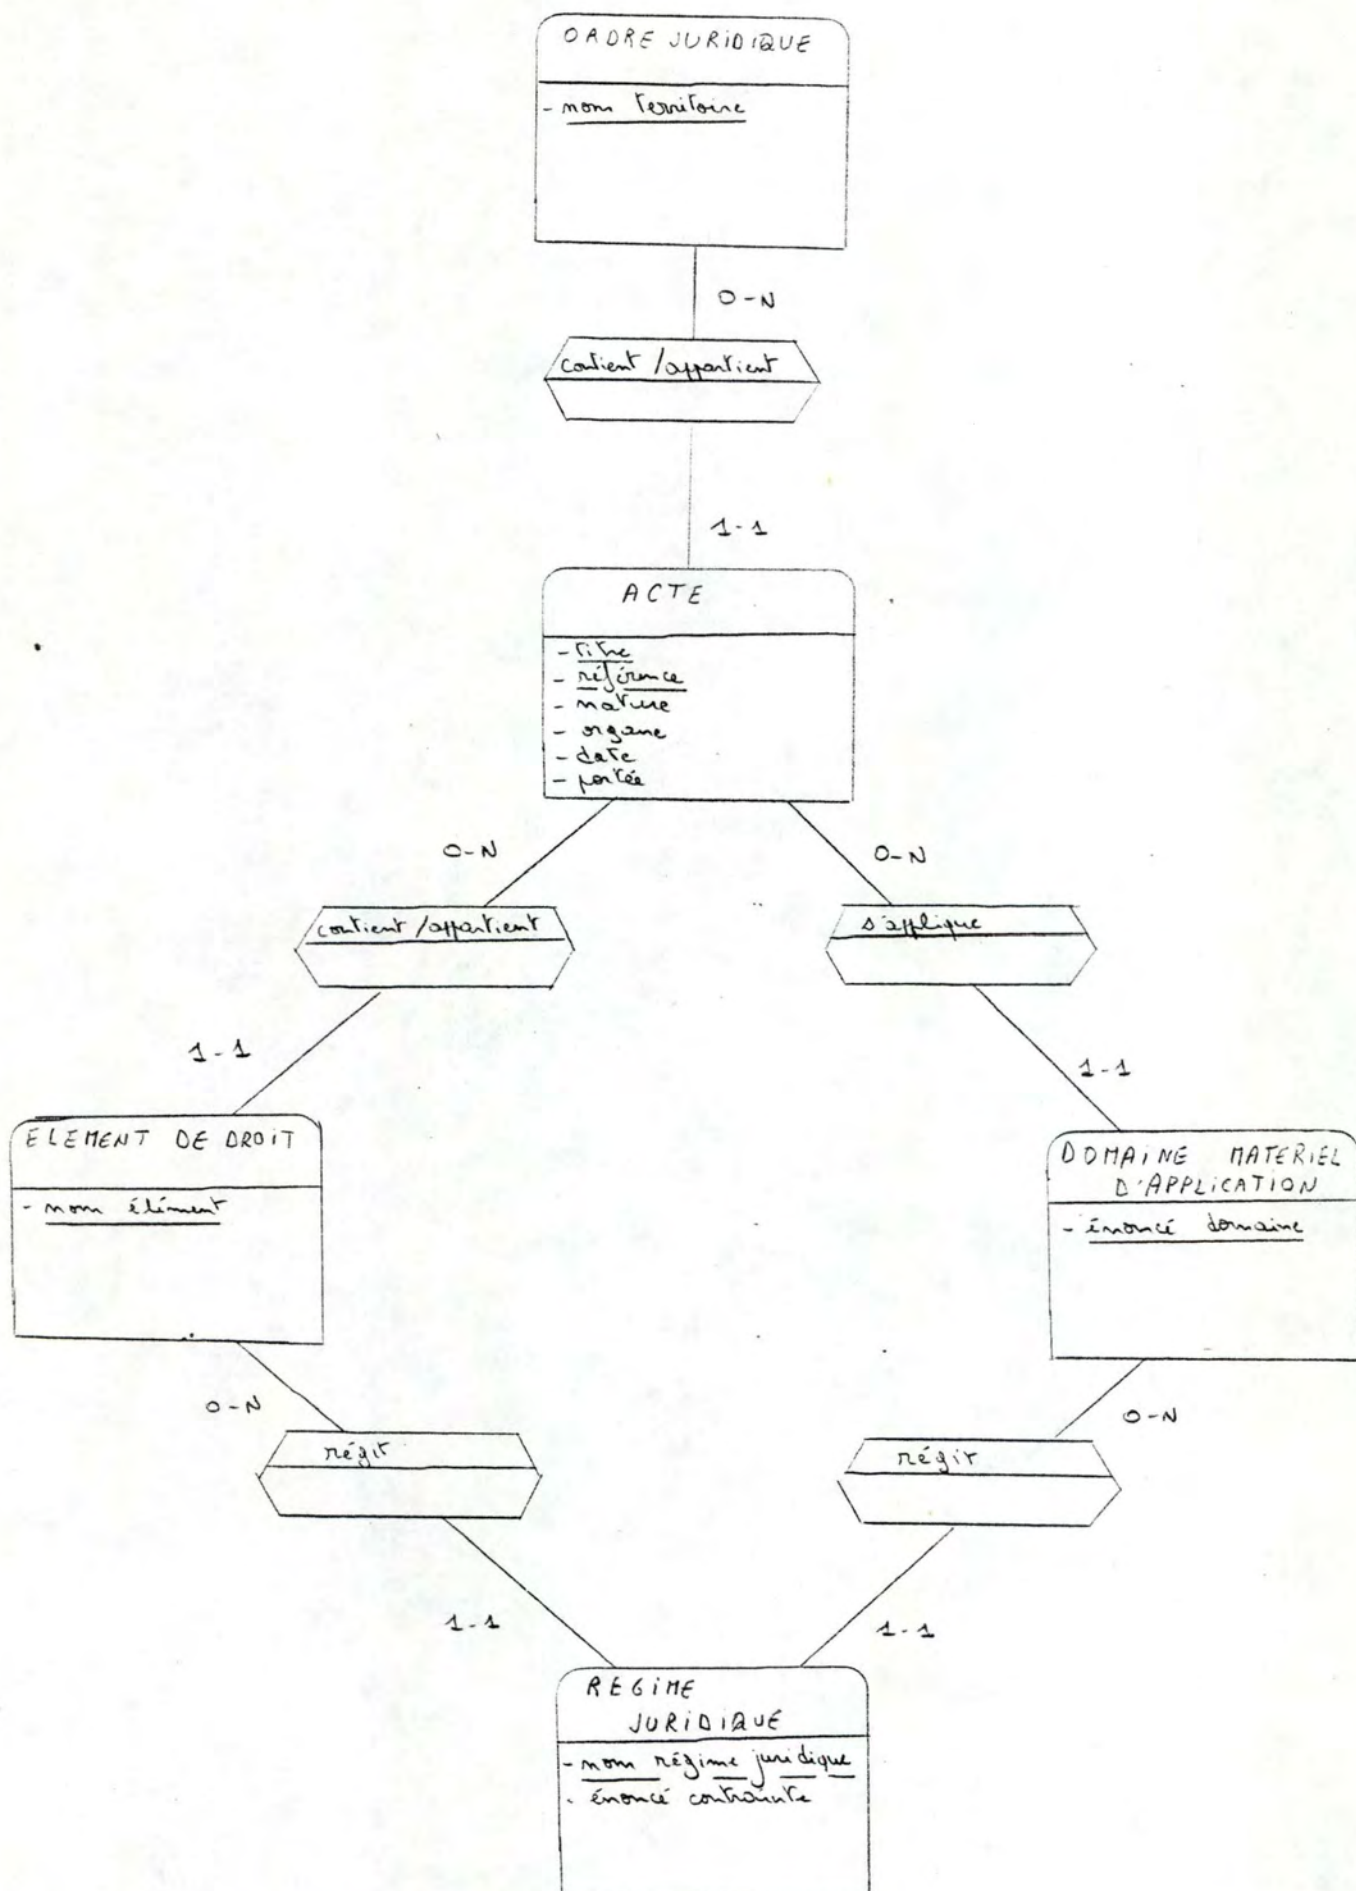 ORDRE JURIDIQUE
- nom territoire
0-N
contient / appartient
1-1
ACTE
- titre
- référence
- nature
- organe
- date
- portée
0-N
0-N
contient / appartient
s'applique
1-1
1-1
ELEMENT DE DROIT
- nom élément
DOMAINE MATERIEL
D'APPLICATION
- énoncé domaine
0-N
0-N
régit
régit
1-1
1-1
REGIME
JURIDIQUE
- nom régime juridique
- énoncé contrainte